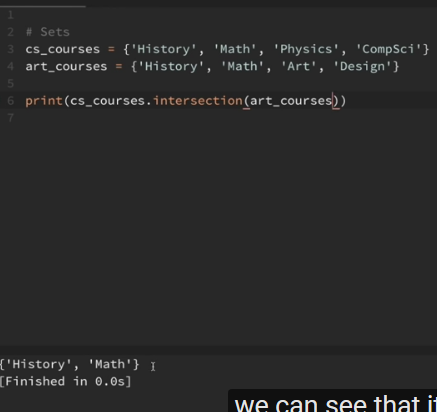 1
2 # Sets
3 cs_courses = {'History', 'Math', 'Physics', 'CompSci'}
4 art_courses = {'History', 'Math', 'Art', 'Design'}
5
6 print(cs_courses.intersection(art_courses))
7
{'History', 'Math'}
[Finished in 0.0s]
we can see that it